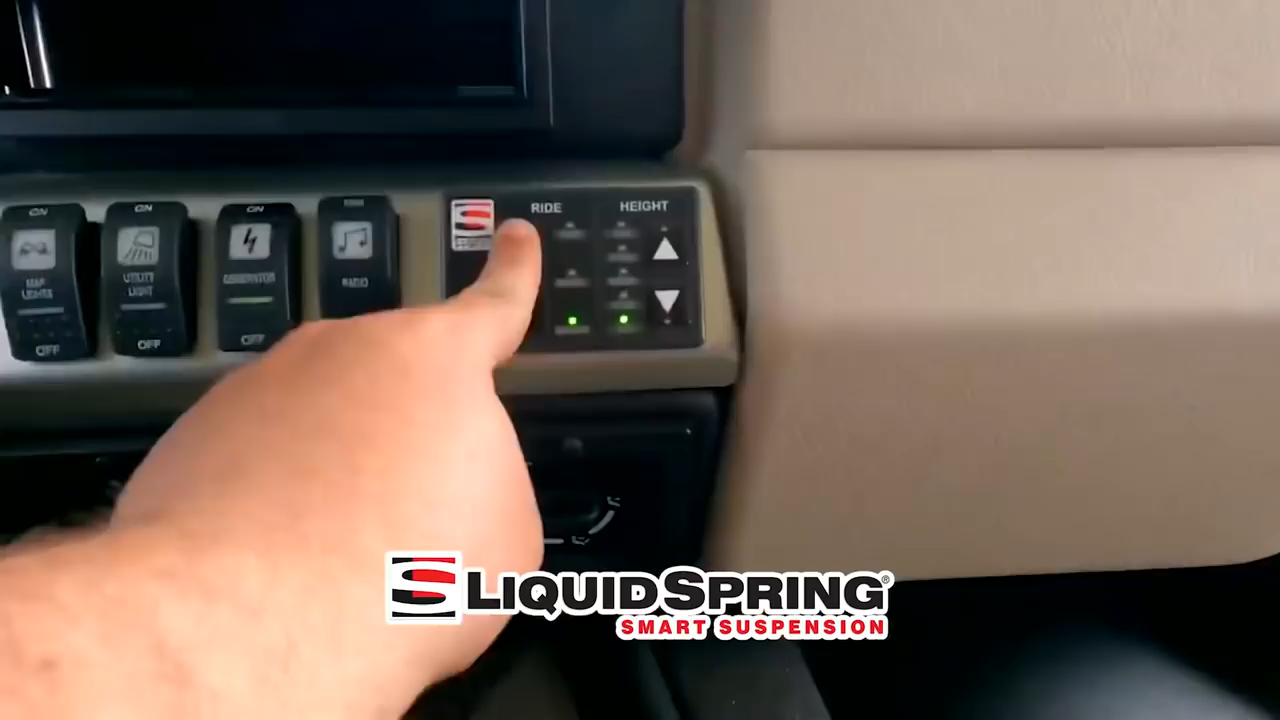 ON
ON
ON
RIDE
HEIGHT
MAP
LIGHTS
UTILITY
LIGHT
GENERATOR
RADIO
OFF
OFF
OFF
LIQUIDSPRING®
SMART SUSPENSION